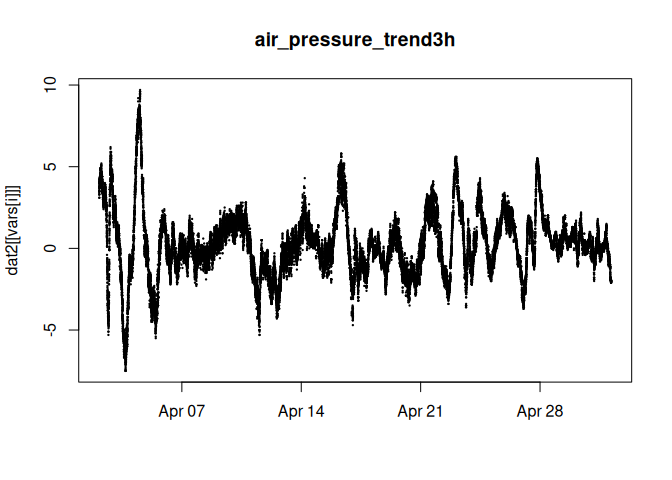 air_pressure_trend3h
dat2[[vars[i]]]
10
5
0
-5
Apr 07
Apr 14
Apr 21
Apr 28